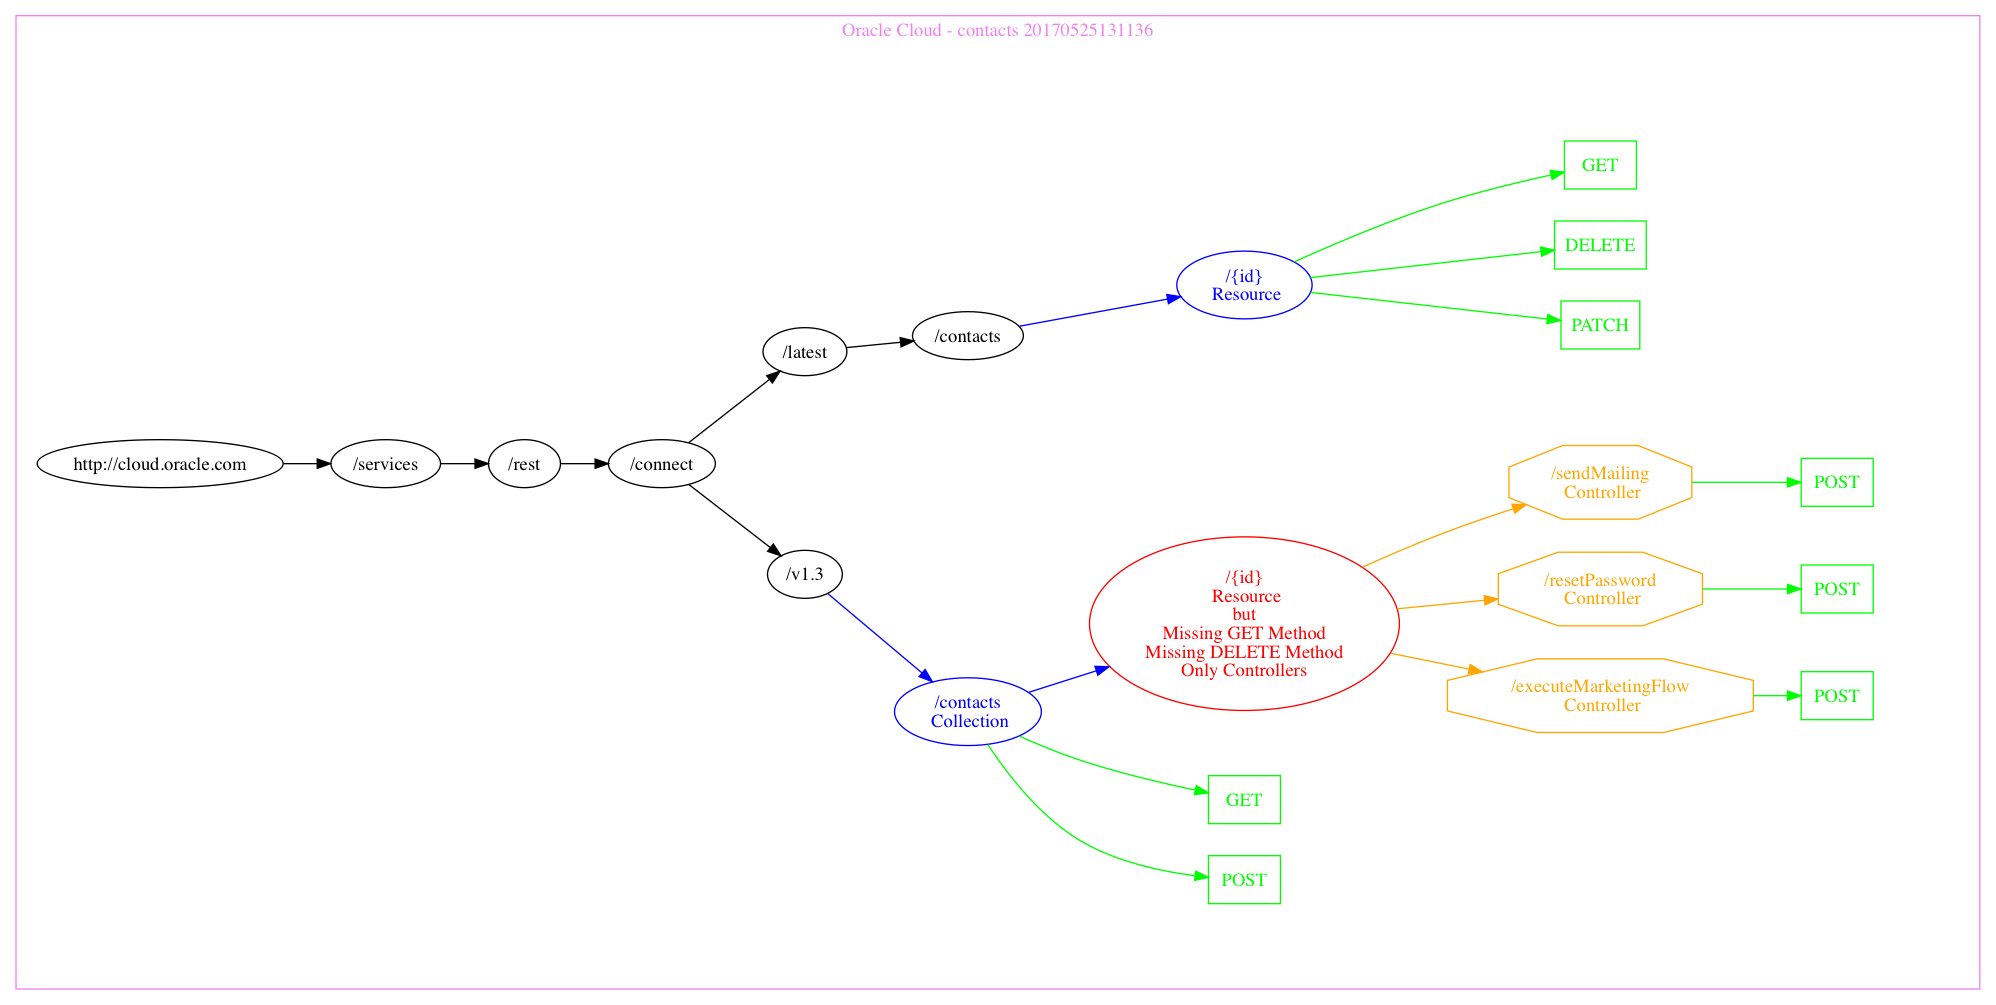 Oracle Cloud - contacts 20170525131136
GET
DELETE
PATCH
/{id}
Resource
/contacts
/latest
http://cloud.oracle.com
/services
/rest
/connect
/v1.3
/sendMailing
Controller
POST
/resetPassword
Controller
POST
/executeMarketingFlow
Controller
POST
/{id}
Resource
but
Missing GET Method
Missing DELETE Method
Only Controllers
/contacts
Collection
GET
POST